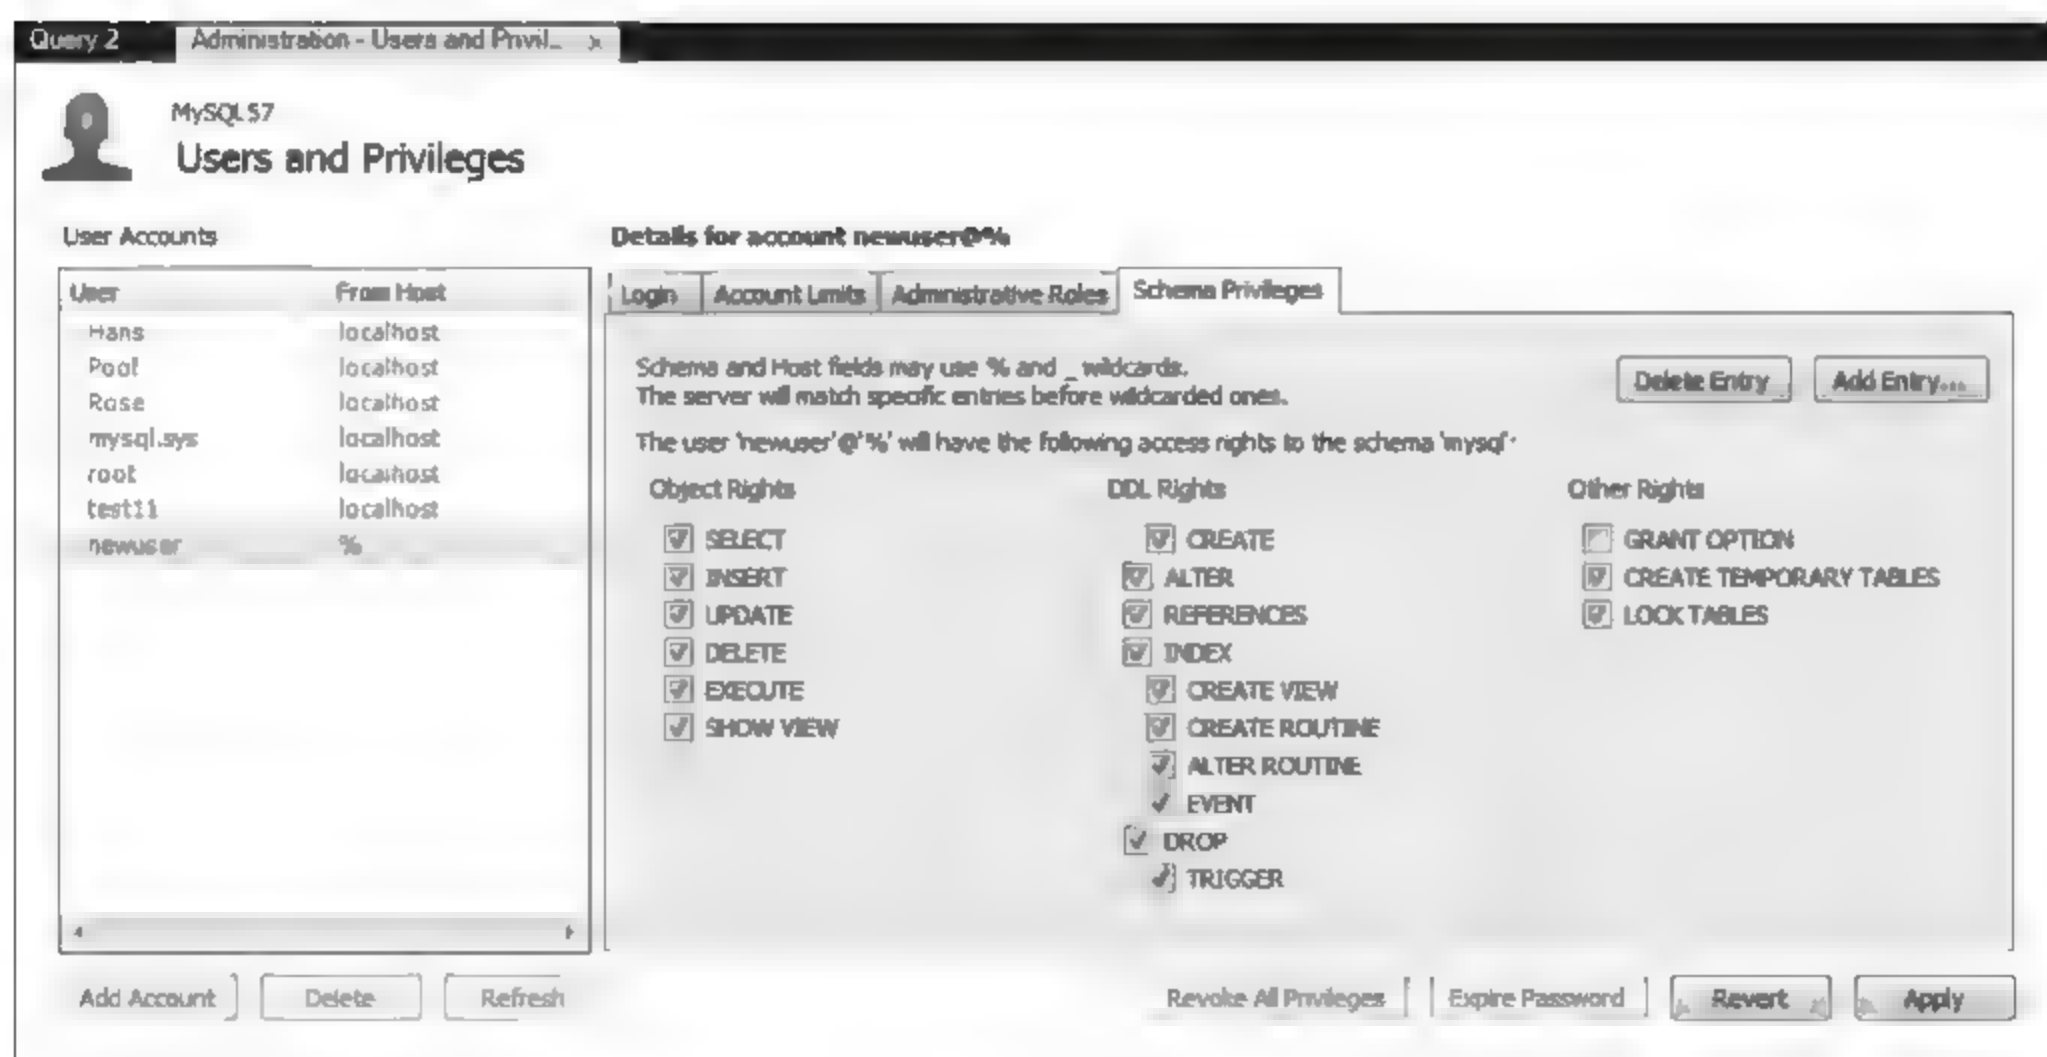 Query 2
Administration - Users and Privil... x
MySQL57
Users and Privileges
User Accounts
User From Host
Hans localhost
Pool localhost
Rose localhost
mysql.sys localhost
root localhost
test11 localhost
newuser %
Add Account Delete Refresh
Details for account newuser@%
Login Account Limits Administrative Roles Schema Privileges
Schema and Host fields may use % and _ wildcards.
The server will match specific entries before wildcarded ones.
Delete Entry Add Entry...
The user 'newuser'@'%' will have the following access rights to the schema 'mysql':
Object Rights
SELECT
INSERT
UPDATE
DELETE
EXECUTE
SHOW VIEW
DDL Rights
CREATE
ALTER
REFERENCES
INDEX
CREATE VIEW
CREATE ROUTINE
ALTER ROUTINE
EVENT
DROP
TRIGGER
Other Rights
GRANT OPTION
CREATE TEMPORARY TABLES
LOCK TABLES
Revoke All Privileges Expire Password Revert Apply